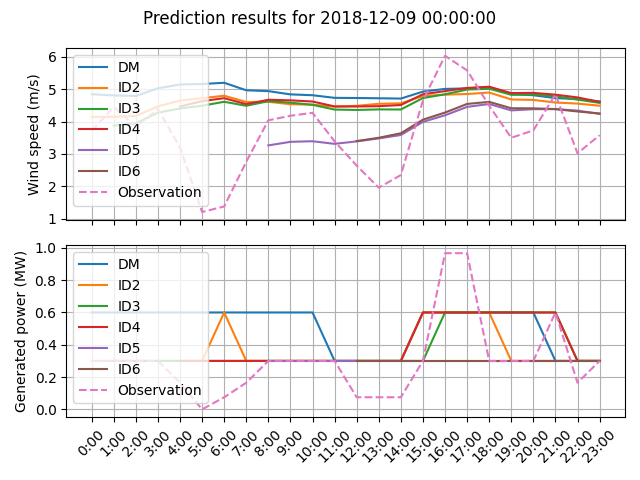 Prediction results for 2018-12-09 00:00:00
Wind speed (m/s)
6
5
4
3
2
1
DM
ID2
ID3
ID4
ID5
ID6
Observation
Generated power (MW)
1.0
0.8
0.6
0.4
0.2
0.0
DM
ID2
ID3
ID4
ID5
ID6
Observation
0:00
1:00
2:00
3:00
4:00
5:00
6:00
7:00
8:00
9:00
10:00
11:00
12:00
13:00
14:00
15:00
16:00
17:00
18:00
19:00
20:00
21:00
22:00
23:00